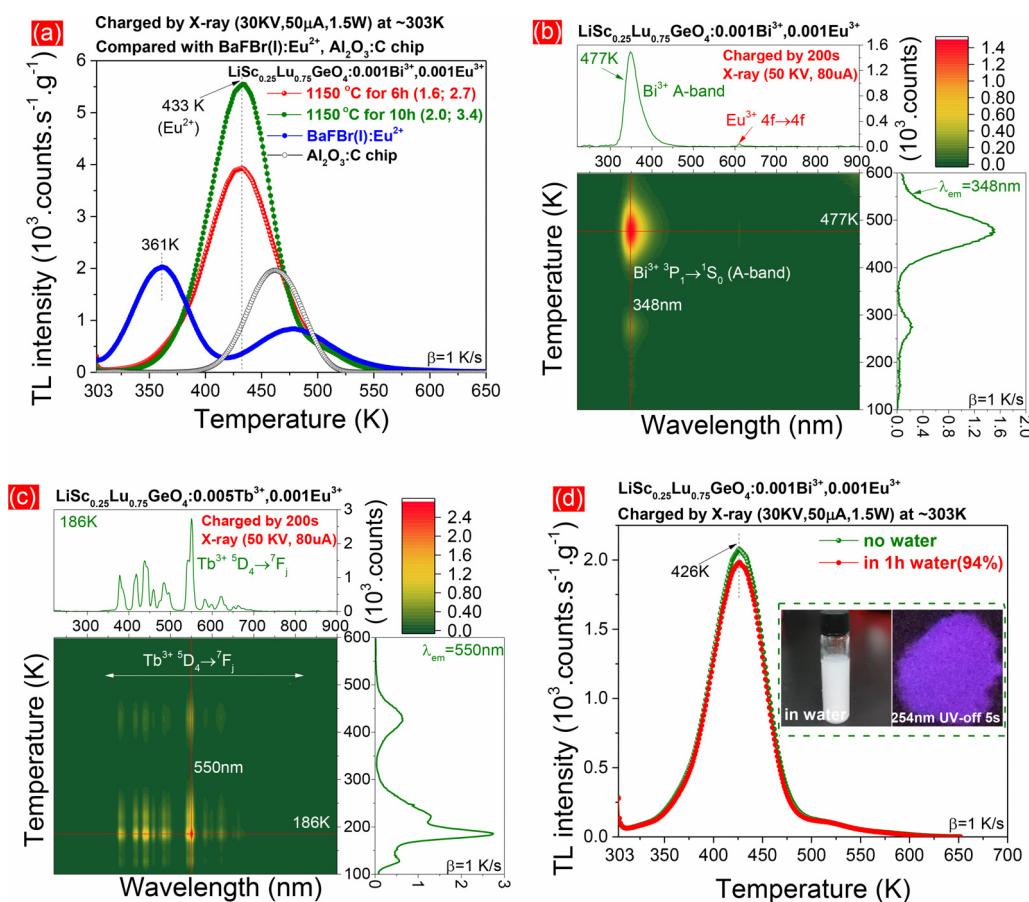 (a)
Charged by X-ray (30KV,50μA,1.5W) at ~303K
Compared with BaFBr(I):Eu²⁺, Al₂O₃:C chip
LiSc₀.₂₅Lu₀.₇₅GeO₄:0.001Bi³⁺,0.001Eu³⁺
1150 °C for 6h (1.6; 2.7)
1150 °C for 10h (2.0; 3.4)
BaFBr(I):Eu²⁺
Al₂O₃:C chip
433 K
(Eu²⁺)
361K
β=1 K/s
TL intensity (10³.counts.s⁻¹.g⁻¹)
6
5
4
3
2
1
0
303 350 400 450 500 550 600 650
Temperature (K)
(b)
LiSc₀.₂₅Lu₀.₇₅GeO₄:0.001Bi³⁺,0.001Eu³⁺
477K
Charged by 200s
X-ray (50 KV, 80uA)
Bi³⁺ A-band
Eu³⁺ 4f→4f
1.6
1.2
0.8
0.4
0.0
300 400 500 600 700 800 900
(10³.counts)
1.4
1.2
1.0
0.80
0.60
0.40
0.20
0.0
477K
Bi³⁺ ³P₁→¹S₀ (A-band)
348nm
Temperature (K)
Wavelength (nm)
600
500
400
300
200
100
λem=348nm
β=1 K/s
0.0 0.4 0.8 1.2 1.6 2.0
(c)
LiSc₀.₂₅Lu₀.₇₅GeO₄:0.005Tb³⁺,0.001Eu³⁺
186K
Charged by 200s
X-ray (50 KV, 80uA)
Tb³⁺ ⁵D₄→⁷Fj
3
2
1
0
300 400 500 600 700 800 900
(10³.counts)
2.4
2.0
1.6
1.2
0.80
0.40
0.0
Tb³⁺ ⁵D₄→⁷Fj
550nm
186K
Temperature (K)
Wavelength (nm)
600
500
400
300
200
100
λem=550nm
β=1 K/s
0 1 2 3
(d)
LiSc₀.₂₅Lu₀.₇₅GeO₄:0.001Bi³⁺,0.001Eu³⁺
Charged by X-ray (30KV,50μA,1.5W) at ~303K
no water
in 1h water(94%)
426K
in water
254nm UV-off 5s
β=1 K/s
TL intensity (10³.counts.s⁻¹.g⁻¹)
2.0
1.5
1.0
0.5
0.0
303 350 400 450 500 550 600 650 700
Temperature (K)